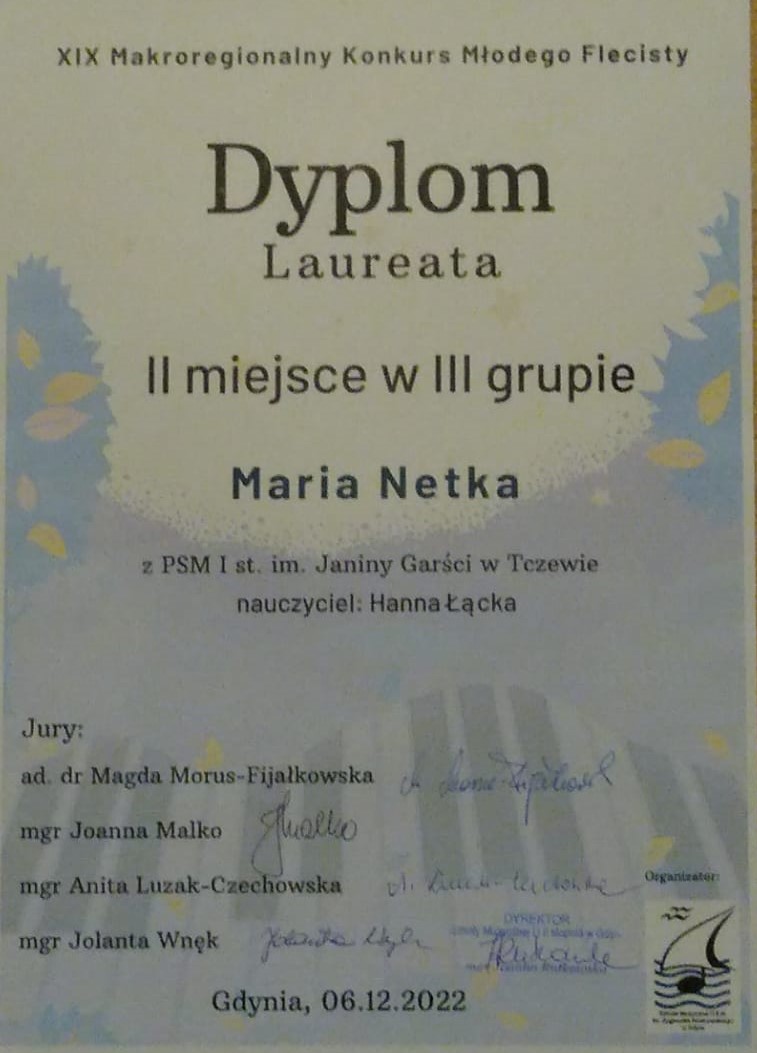 XIX Makroregionalny Konkurs Młodego Flecisty
Dyplom
Laureata
II miejsce w III grupie
Maria Netka
z PSM I st. im. Janiny Garści w Tczewie
nauczyciel: Hanna Łącka
Jury:
ad. dr Magda Morus-Fijałkowska
mgr Joanna Malko
mgr Anita Luzak-Czechowska
mgr Jolanta Wnęk
Organizator:
DYREKTOR
Gdynia, 06.12.2022